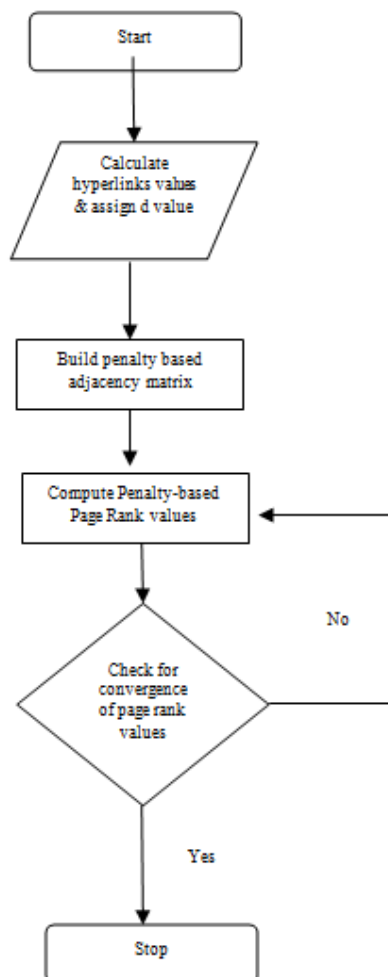 Start
Calculate
hyperlinks values
& assign d value
Build penalty based
adjacency matrix
Compute Penalty-based
Page Rank values
No
Check for
convergence
of page rank
values
Yes
Stop